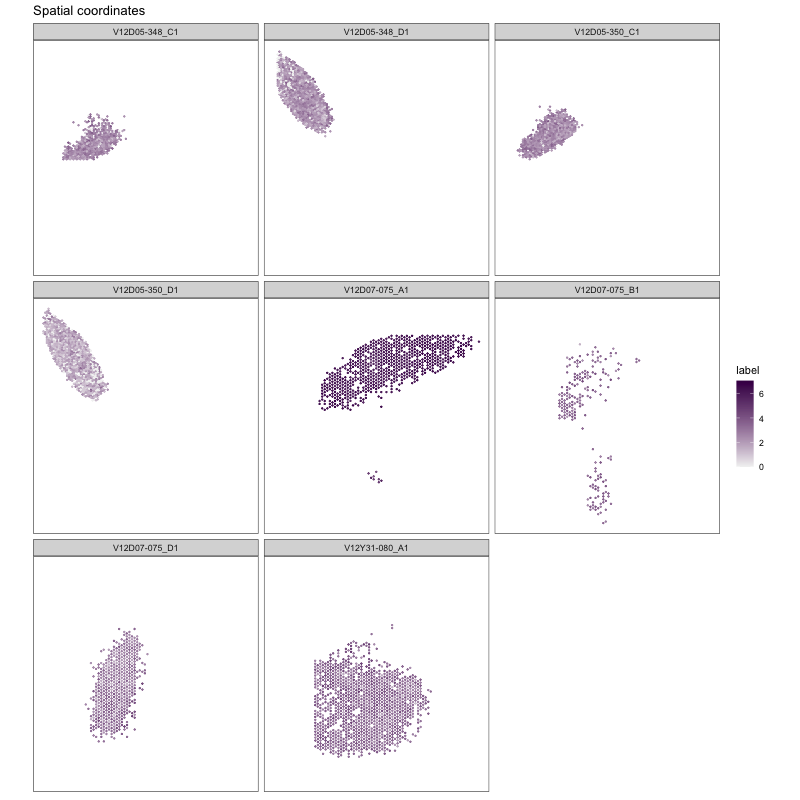 Spatial coordinates
V12D05-348_C1
V12D05-348_D1
V12D05-350_C1
V12D05-350_D1
V12D07-075_A1
V12D07-075_B1
label
6
4
2
0
V12D07-075_D1
V12Y31-080_A1